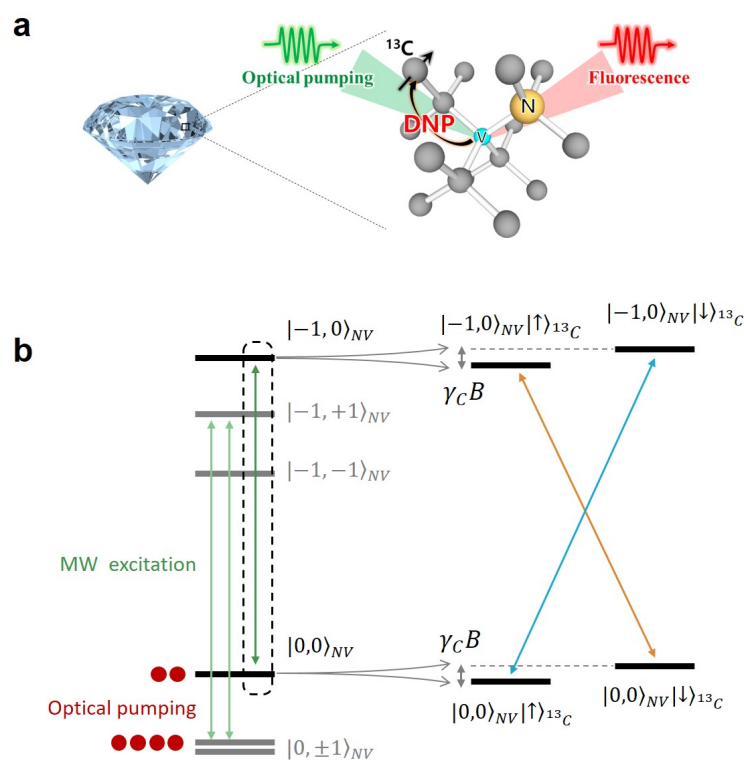 a
¹³C
Optical pumping
Fluorescence
DNP
V
N
b
|−1, 0⟩NV
|−1,0⟩NV|↑⟩¹³C
|−1,0⟩NV|↓⟩¹³C
γCB
|−1, +1⟩NV
|−1, −1⟩NV
MW excitation
|0,0⟩NV
γCB
Optical pumping
|0,0⟩NV|↑⟩¹³C
|0,0⟩NV|↓⟩¹³C
|0, ±1⟩NV